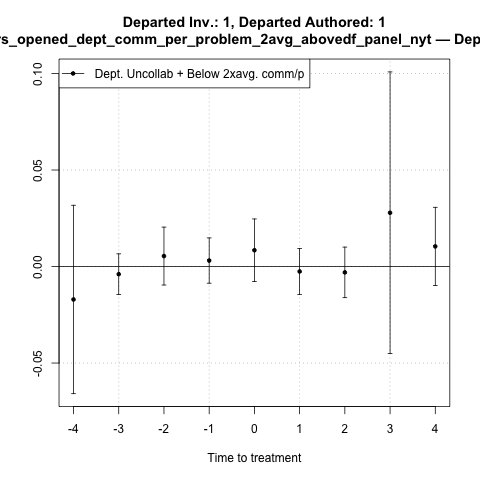 Departed Inv.: 1, Departed Authored: 1
rs_opened_dept_comm_per_problem_2avg_abovedf_panel_nyt — Dep
Dept. Uncollab + Below 2xavg. comm/p
0.10
0.05
0.00
-0.05
-4 -3 -2 -1 0 1 2 3 4
Time to treatment